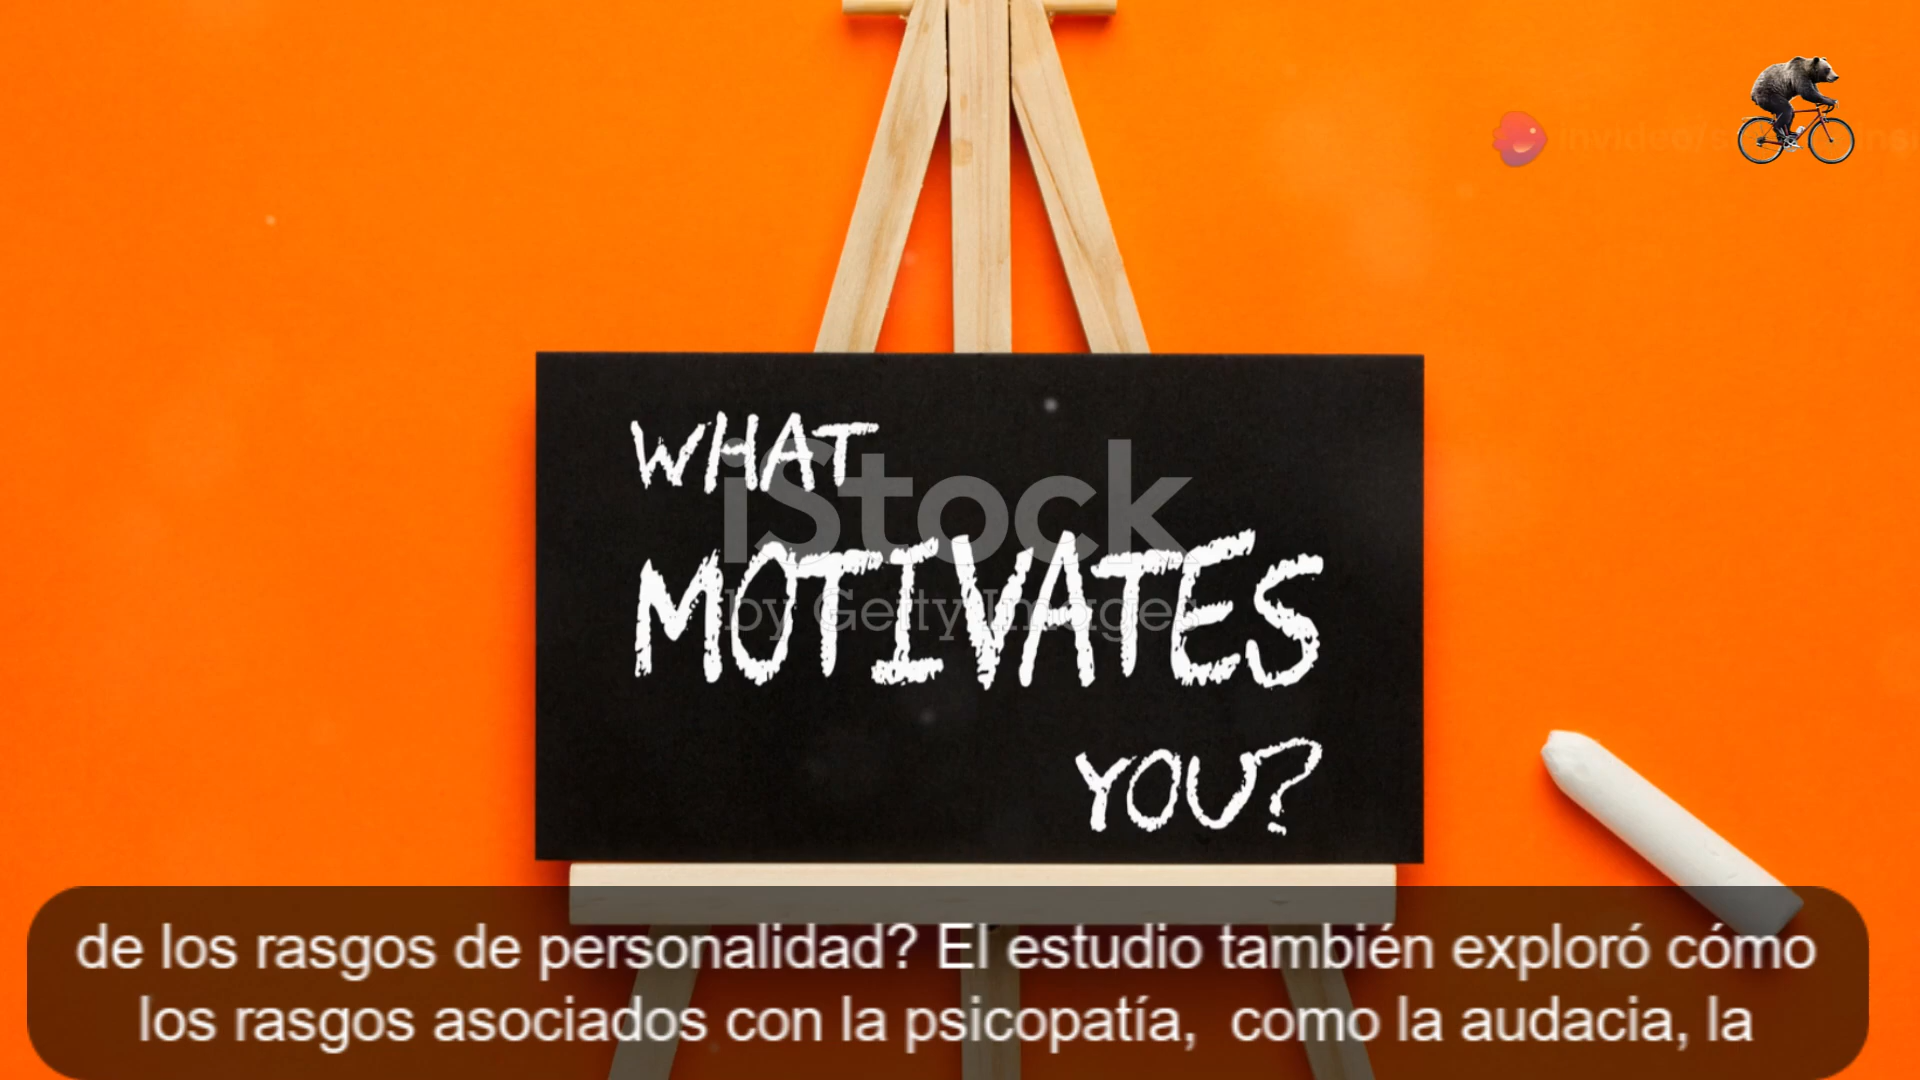 WHAT
iStock
MOTIVATES
by Getty Images
YOU?
de los rasgos de personalidad? El estudio también exploró cómo
los rasgos asociados con la psicopatía, como la audacia, la